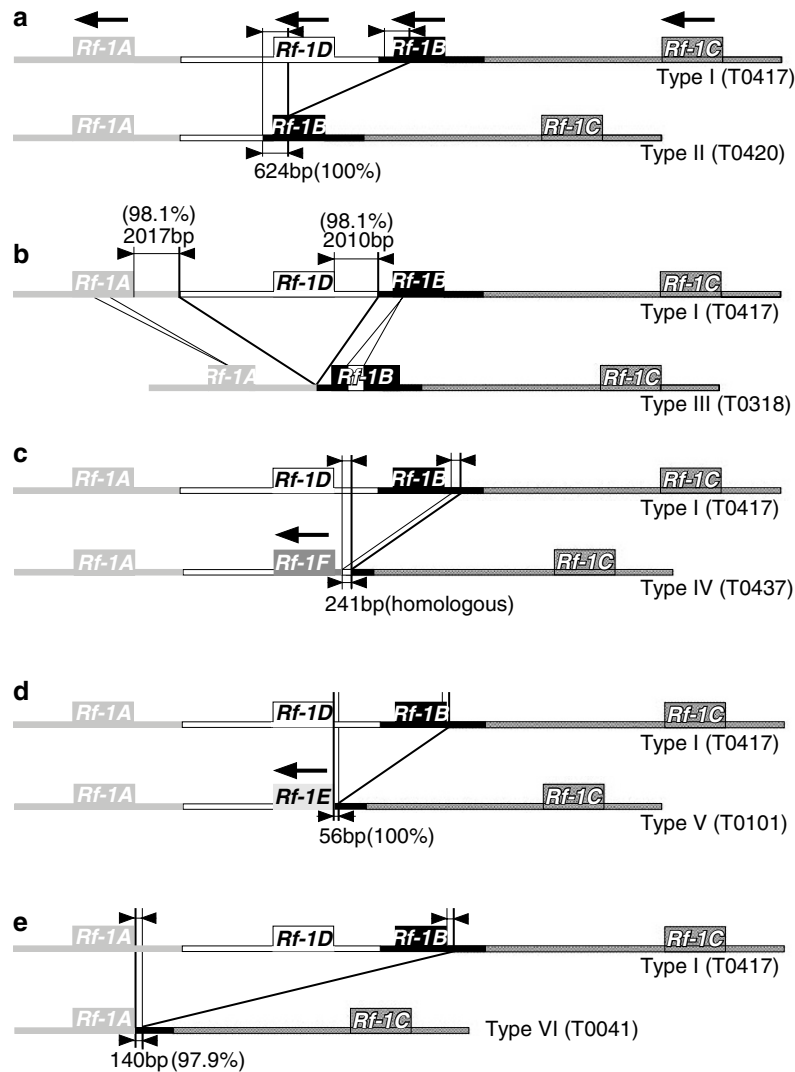 a
Rf-1A Rf-1D Rf-1B Rf-1C
Type I (T0417)
Rf-1A Rf-1B Rf-1C
Type II (T0420)
624bp(100%)
(98.1%) (98.1%)
2017bp 2010bp
b
Rf-1A Rf-1D Rf-1B Rf-1C
Type I (T0417)
Rf-1A Rf-1B Rf-1C
Type III (T0318)
c
Rf-1A Rf-1D Rf-1B Rf-1C
Type I (T0417)
Rf-1A Rf-1F Rf-1C
Type IV (T0437)
241bp(homologous)
d
Rf-1A Rf-1D Rf-1B Rf-1C
Type I (T0417)
Rf-1A Rf-1E Rf-1C
Type V (T0101)
56bp(100%)
e
Rf-1A Rf-1D Rf-1B Rf-1C
Type I (T0417)
Rf-1A Rf-1C
Type VI (T0041)
140bp(97.9%)